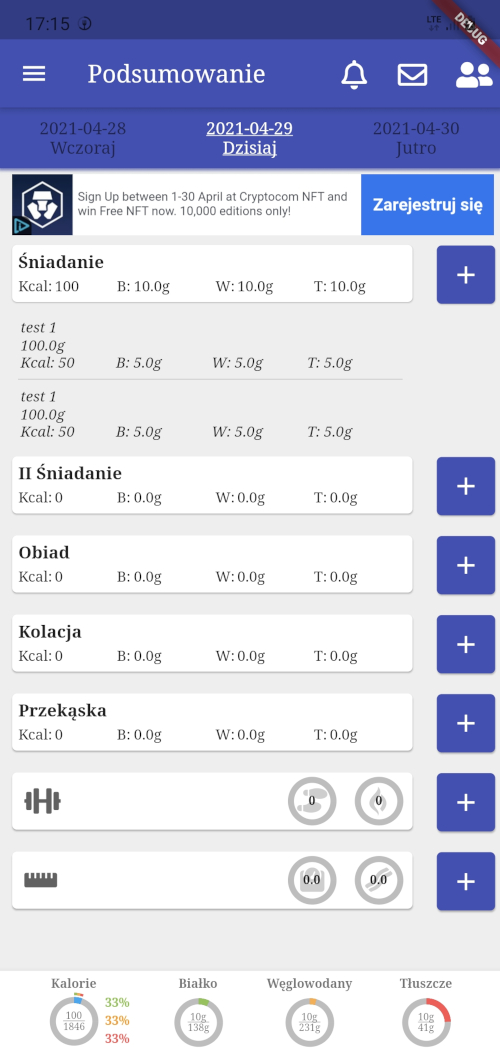 17:15
LTE
DEBUG
Podsumowanie
2021-04-28 2021-04-29 2021-04-30
Wczoraj Dzisiaj Jutro
Sign Up between 1-30 April at Cryptocom NFT and
win Free NFT now. 10,000 editions only!
Zarejestruj się
Śniadanie
Kcal: 100 B: 10.0g W: 10.0g T: 10.0g
+
test 1
100.0g
Kcal: 50 B: 5.0g W: 5.0g T: 5.0g
test 1
100.0g
Kcal: 50 B: 5.0g W: 5.0g T: 5.0g
II Śniadanie
Kcal: 0 B: 0.0g W: 0.0g T: 0.0g
+
Obiad
Kcal: 0 B: 0.0g W: 0.0g T: 0.0g
+
Kolacja
Kcal: 0 B: 0.0g W: 0.0g T: 0.0g
+
Przekąska
Kcal: 0 B: 0.0g W: 0.0g T: 0.0g
+
0 0 +
0.0 0.0 +
Kalorie Białko Węglowodany Tłuszcze
100
1846
33%
33%
33%
10g
138g
10g
231g
10g
41g